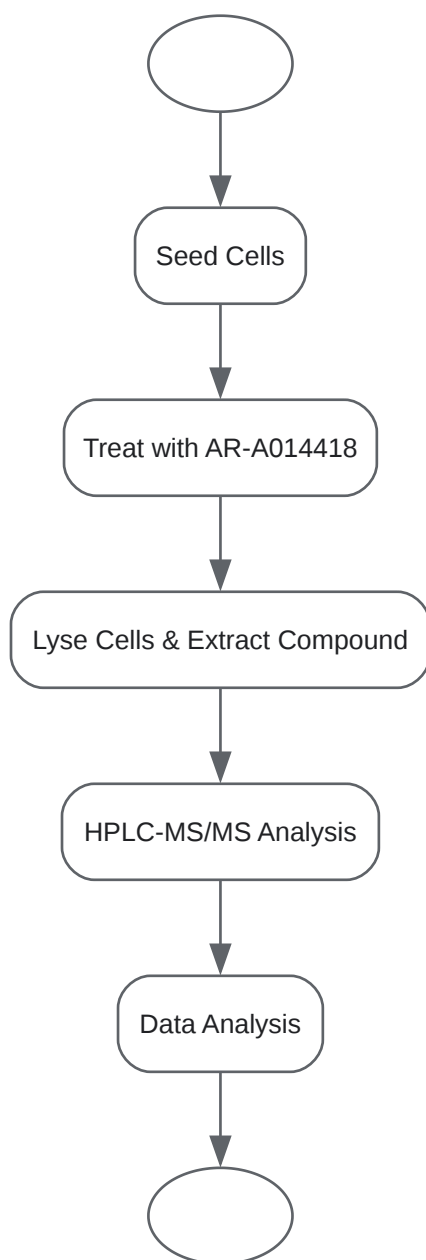 Seed Cells
Treat with AR-A014418
Lyse Cells & Extract Compound
HPLC-MS/MS Analysis
Data Analysis